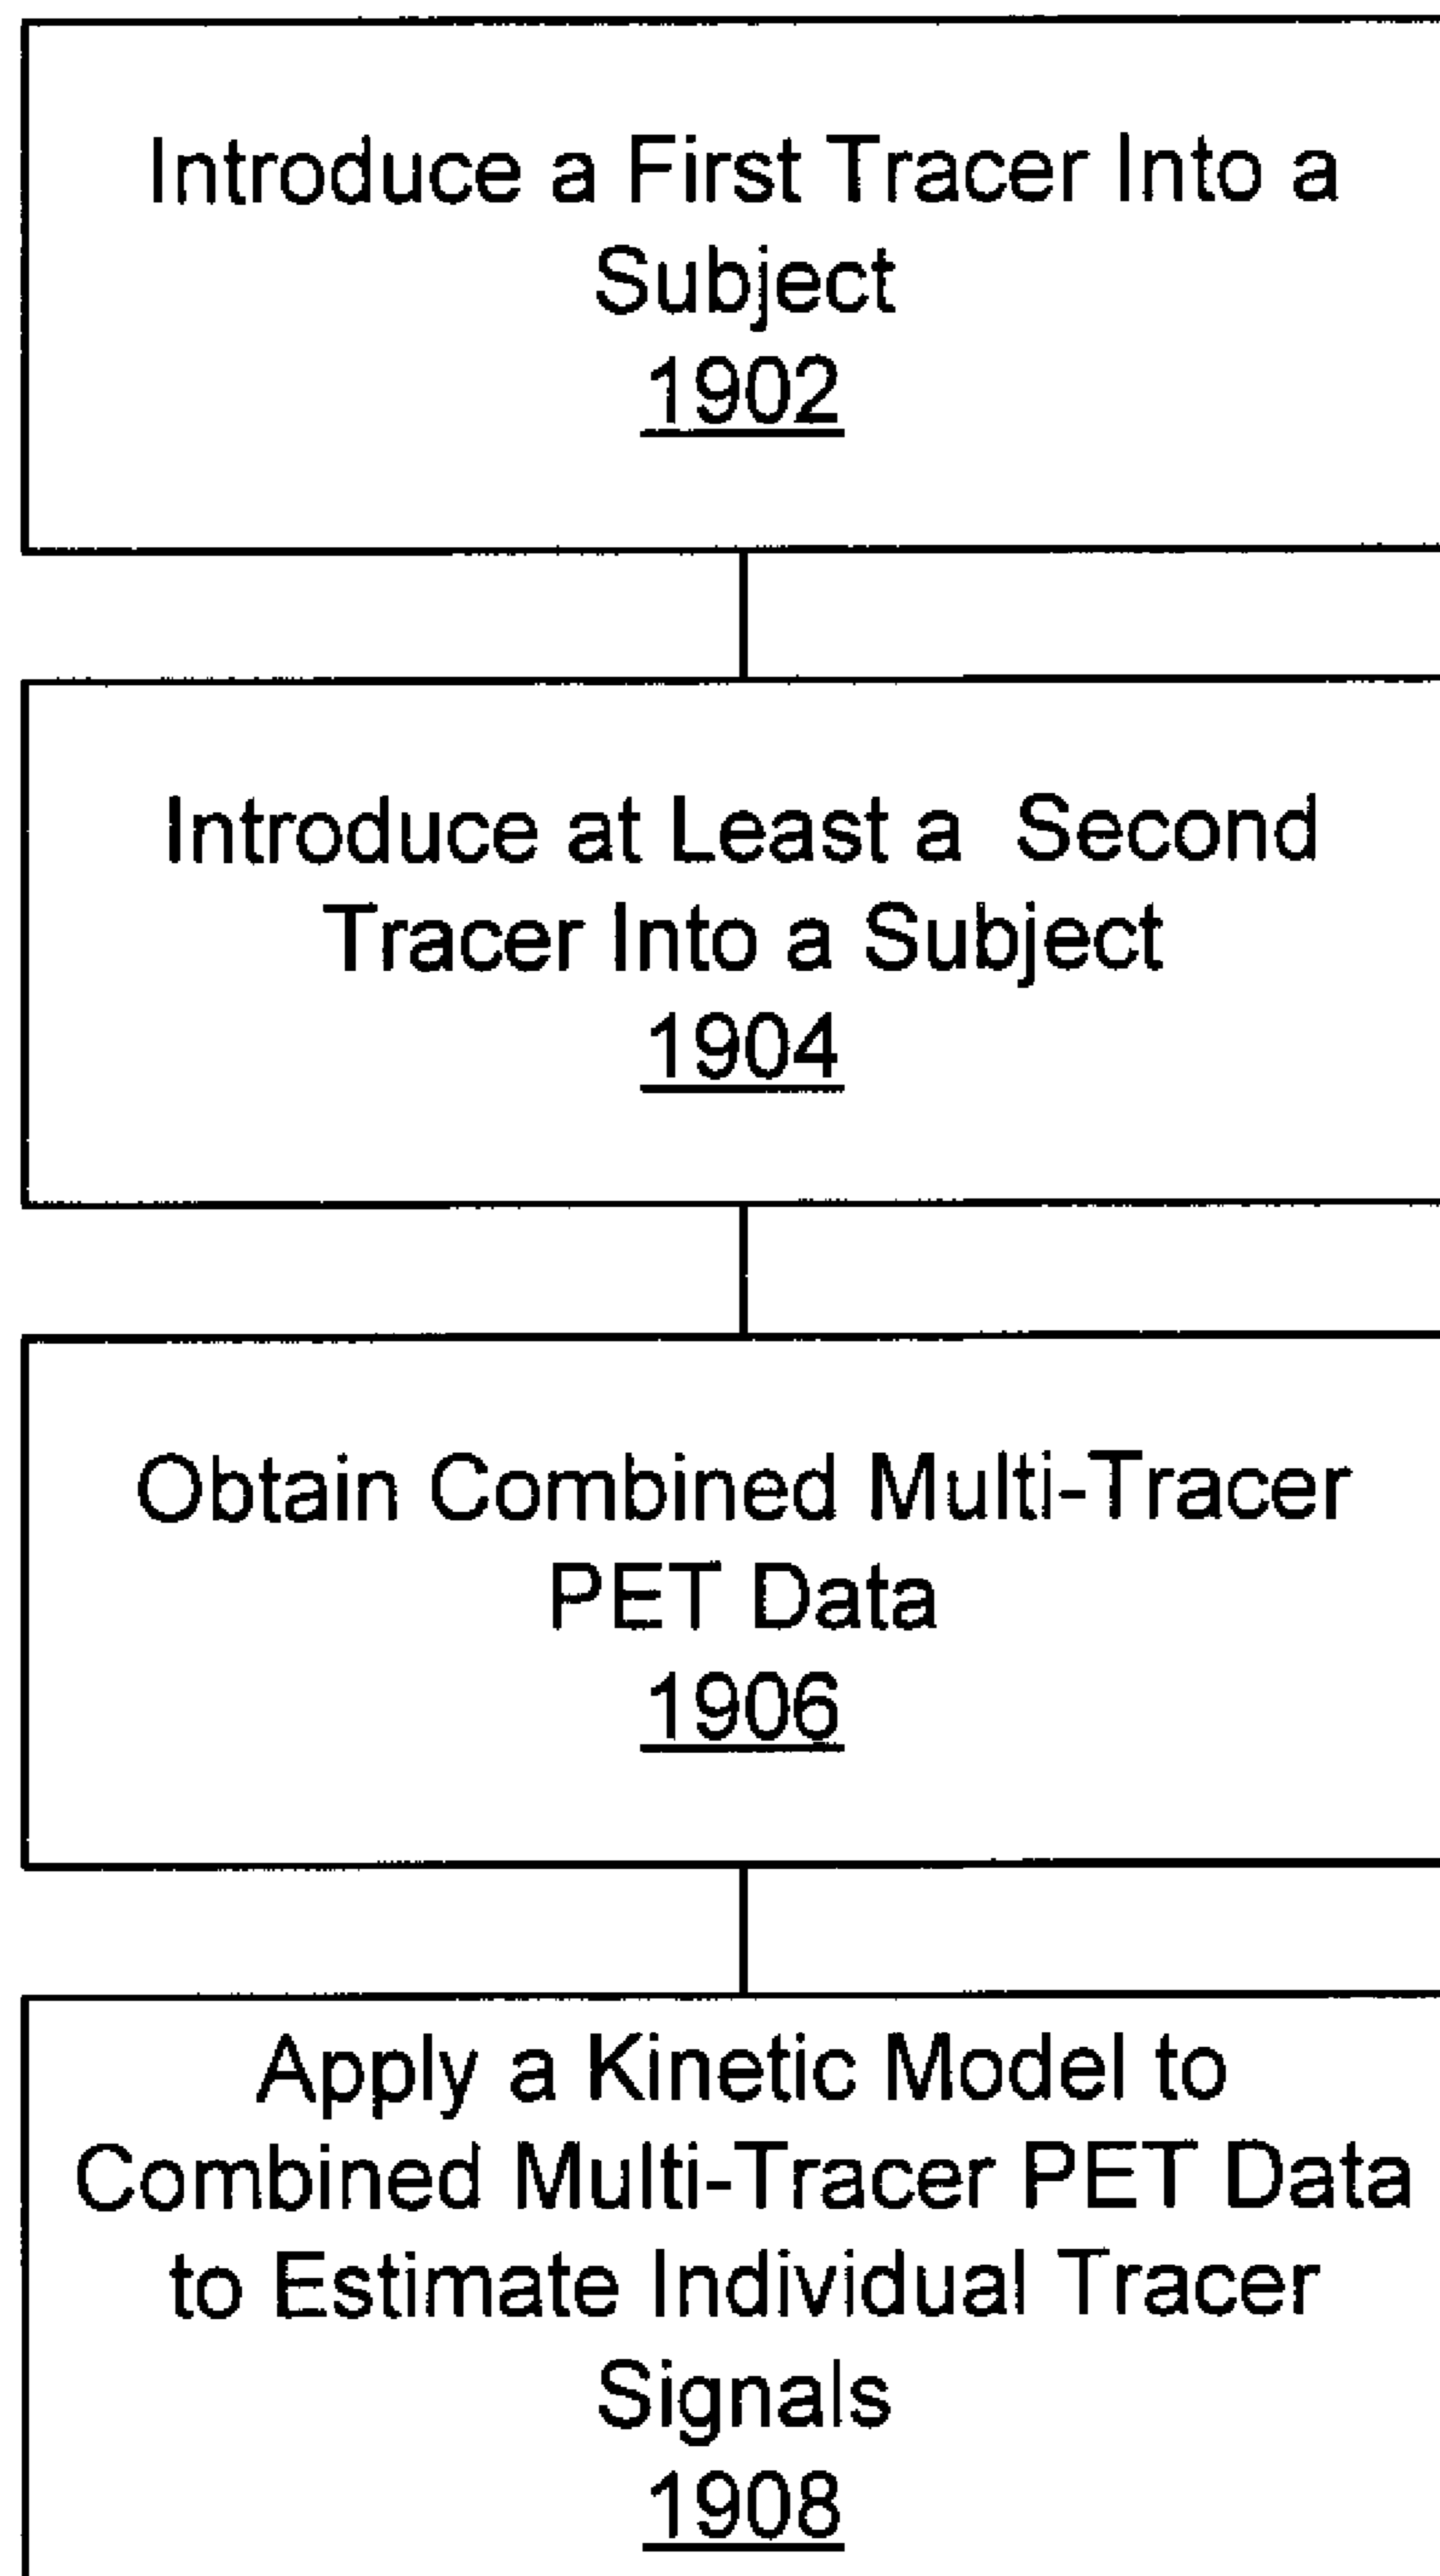 Introduce a First Tracer Into a
Subject
1902
Introduce at Least a Second
Tracer Into a Subject
1904
Obtain Combined Multi-Tracer
PET Data
1906
Apply a Kinetic Model to
Combined Multi-Tracer PET Data
to Estimate Individual Tracer
Signals
1908